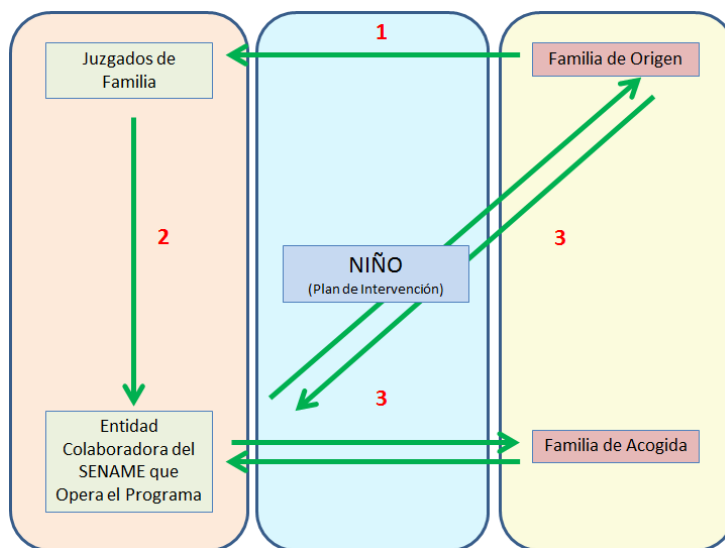 1
Juzgados de
Familia
Familia de Origen
2
3
NIÑO
(Plan de Intervención)
3
Entidad
Colaboradora del
SENAME que
Opera el Programa
Familia de Acogida